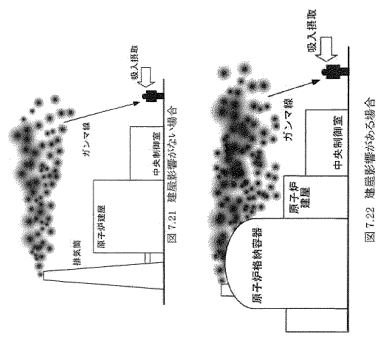 排気筒
原子炉建屋
中央制御室
ガンマ線
吸入摂取
図 7.21 建屋影響がない場合
原子炉格納容器
原子炉
建屋
中央制御室
ガンマ線
吸入摂取
図 7.22 建屋影響がある場合